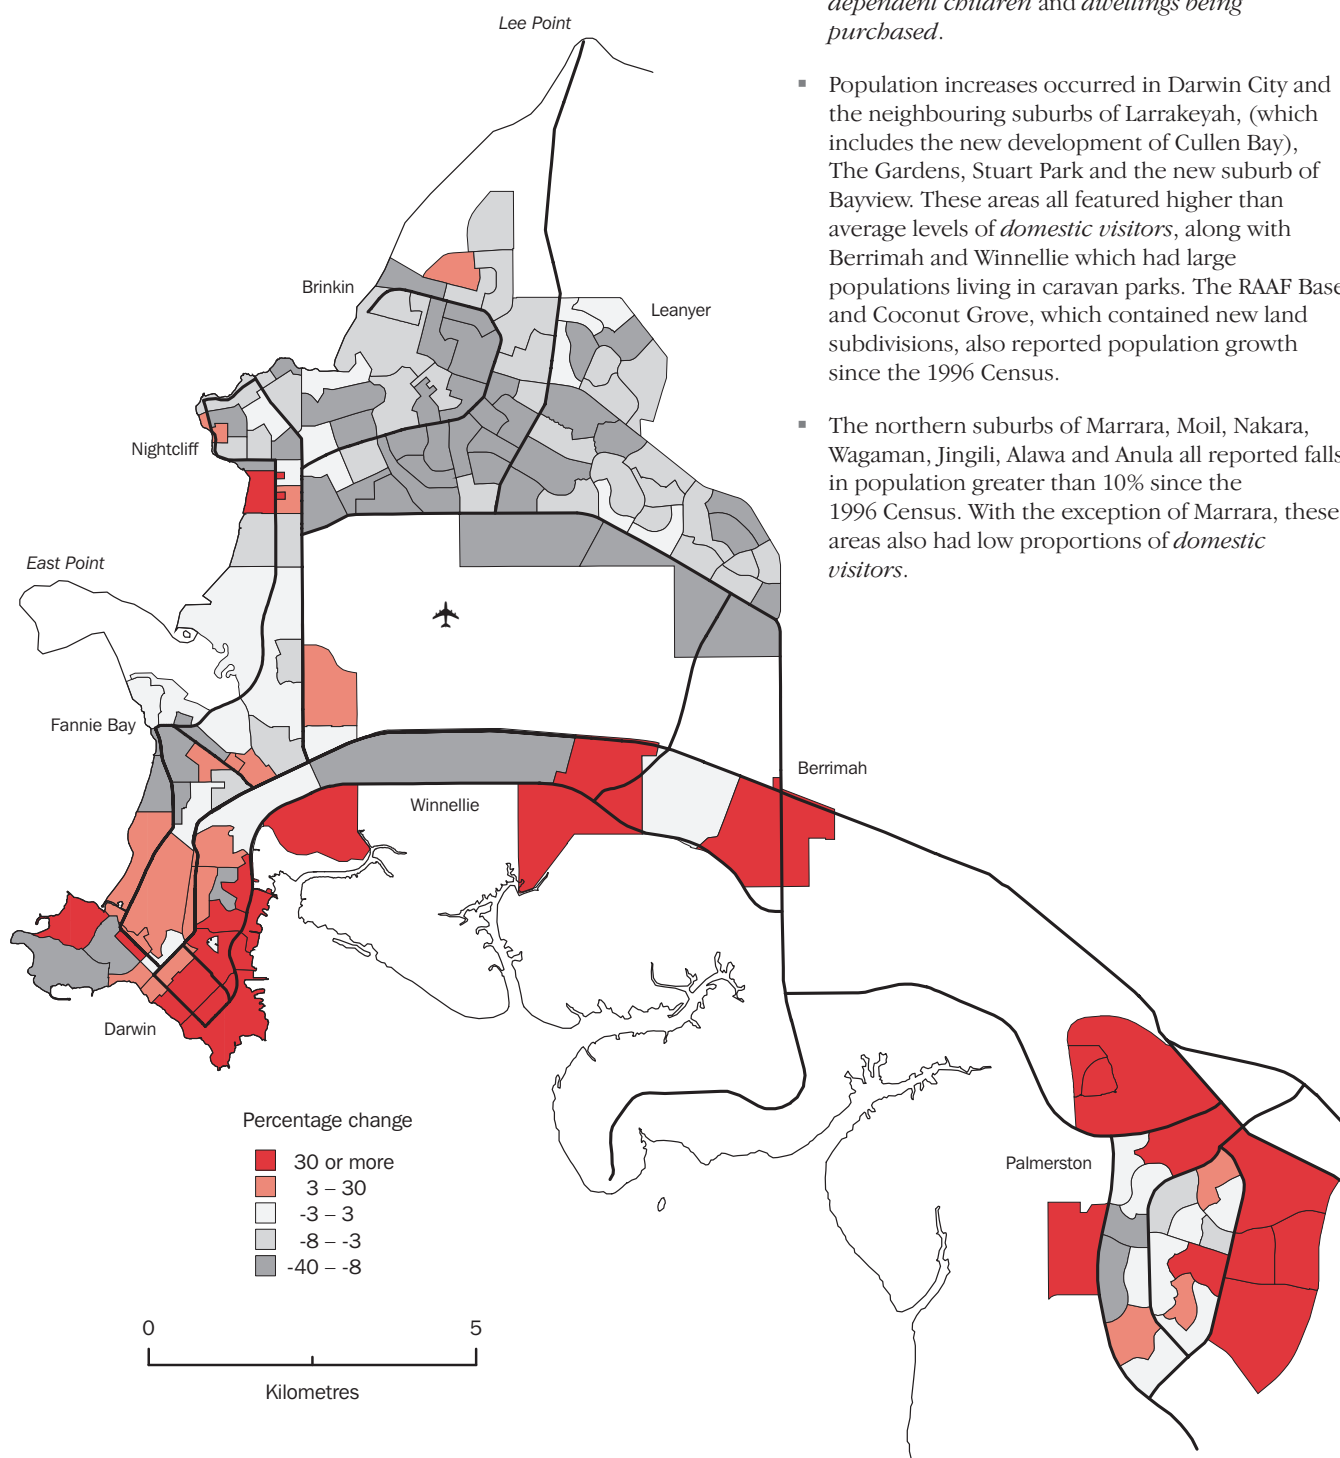 dependent children and dwellings being
purchased.
▪ Population increases occurred in Darwin City and
the neighbouring suburbs of Larrakeyah, (which
includes the new development of Cullen Bay),
The Gardens, Stuart Park and the new suburb of
Bayview. These areas all featured higher than
average levels of domestic visitors, along with
Berrimah and Winnellie which had large
populations living in caravan parks. The RAAF Base
and Coconut Grove, which contained new land
subdivisions, also reported population growth
since the 1996 Census.
▪ The northern suburbs of Marrara, Moil, Nakara,
Wagaman, Jingili, Alawa and Anula all reported falls
in population greater than 10% since the
1996 Census. With the exception of Marrara, these
areas also had low proportions of domestic
visitors.
Lee Point
Brinkin
Leanyer
Nightcliff
East Point
Fannie Bay
Berrimah
Winnellie
Darwin
Palmerston
Percentage change
30 or more
3 – 30
-3 – 3
-8 – -3
-40 – -8
0 5
Kilometres